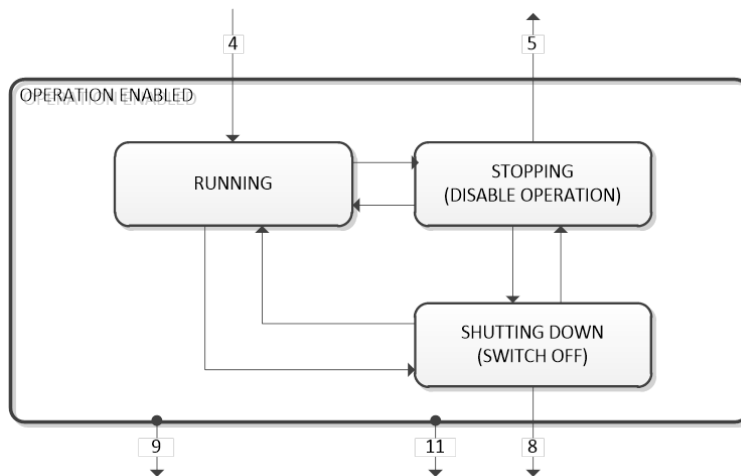 4
5
OPERATION ENABLED
RUNNING
STOPPING
(DISABLE OPERATION)
SHUTTING DOWN
(SWITCH OFF)
9
11
8